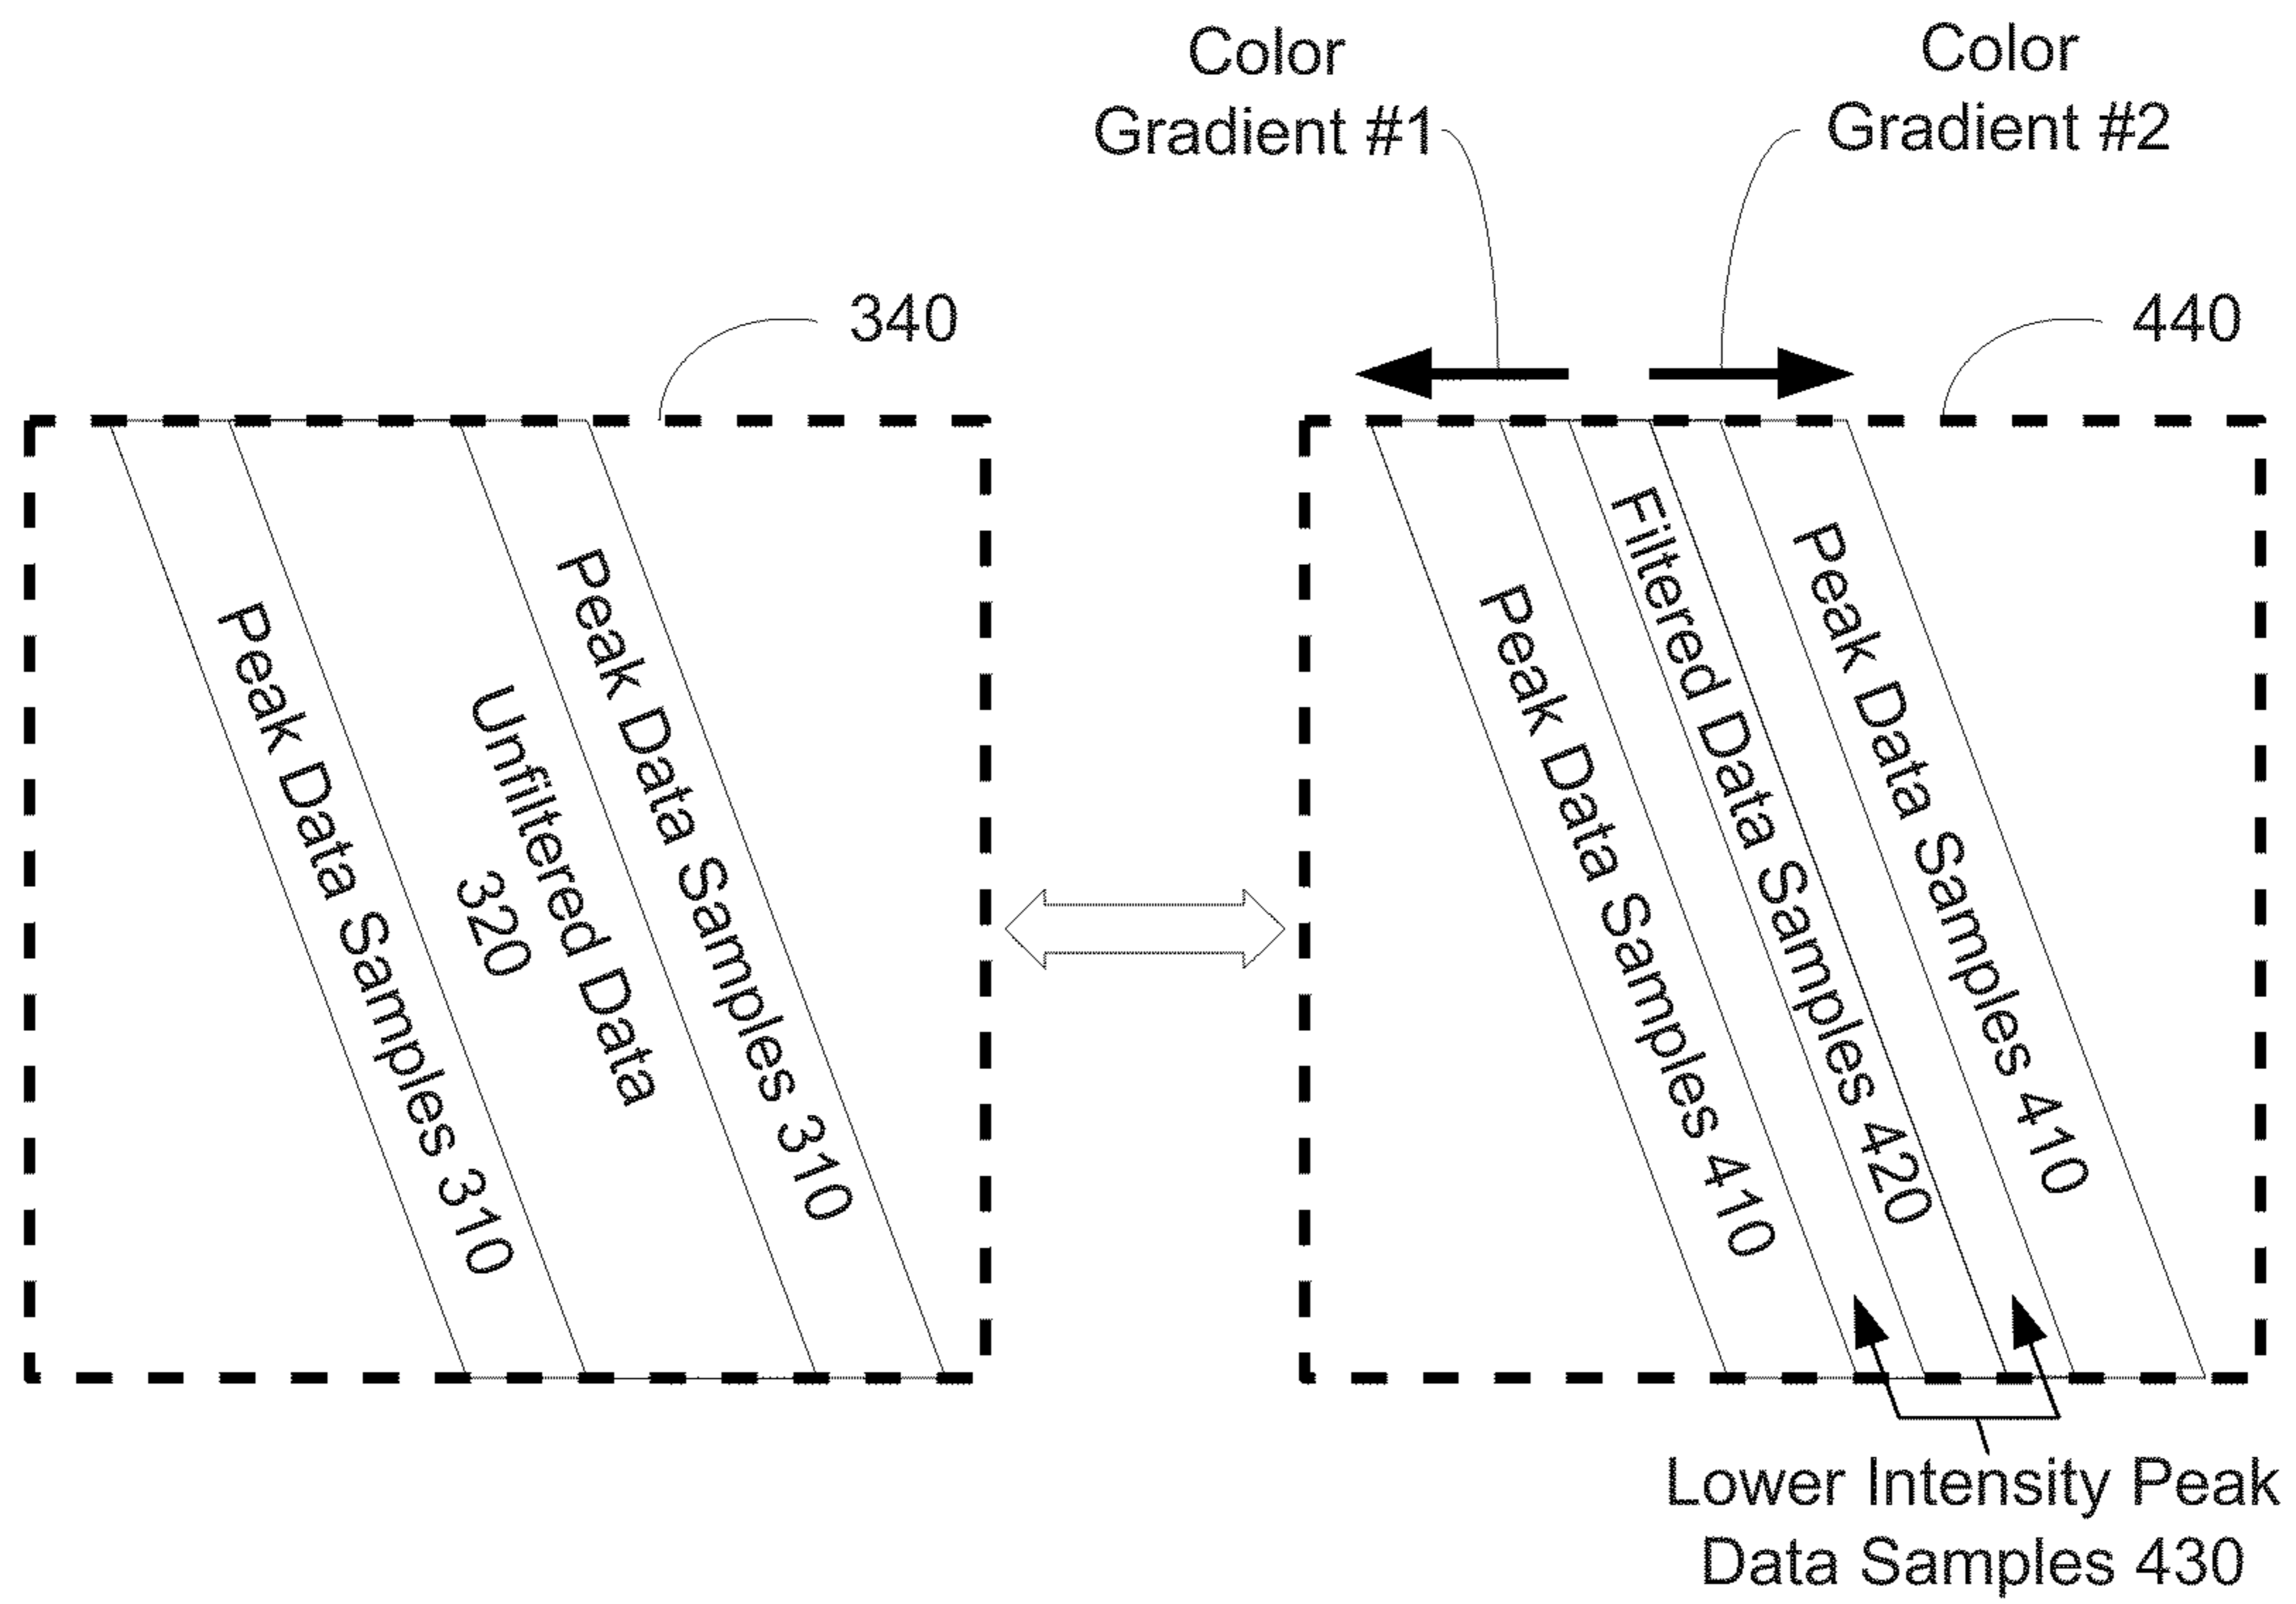 Color
Gradient #1
Color
Gradient #2
340
440
Peak Data Samples 310
Unfiltered Data
320
Peak Data Samples 310
Peak Data Samples 410
Filtered Data Samples 420
Peak Data Samples 410
Lower Intensity Peak
Data Samples 430